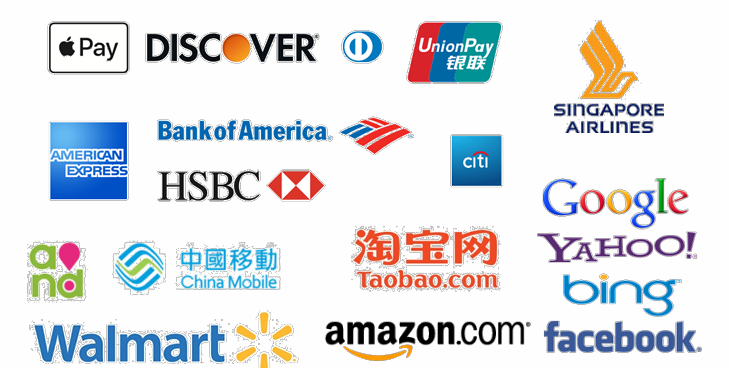 Pay
DISCOVER®
UnionPay
银联
SINGAPORE
AIRLINES
AMERICAN
EXPRESS
Bank of America.
HSBC
citi
Google
YAHOO!
bing
facebook®
a nd
中國移動
China Mobile
淘宝网
Taobao.com
Walmart
amazon.com®